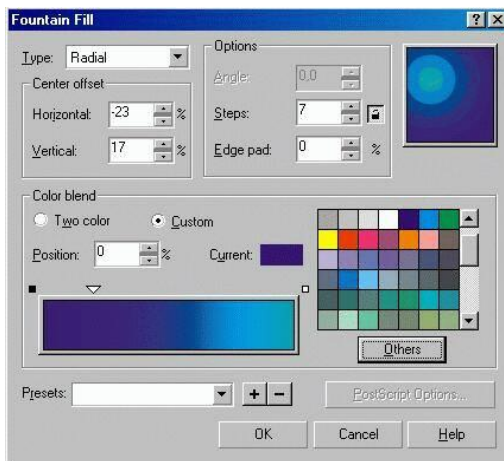 Fountain Fill
Type: Radial
Options
Angle: 0,0
Center offset
Horizontal: -23 %
Steps: 7
Vertical: 17 %
Edge pad: 0 %
Color blend
Two color Custom
Position: 0 % Current:
Others
Presets: + − PostScript Options...
OK Cancel Help